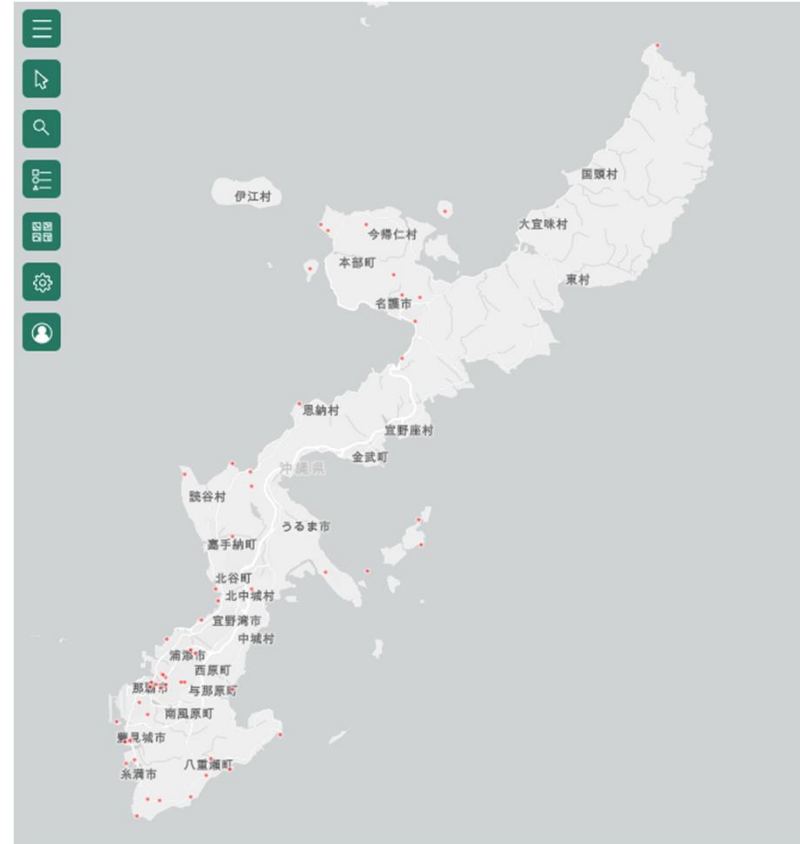 国頭村
伊江村
大宜味村
今帰仁村
本部町
東村
名護市
恩納村
宜野座村
金武町
沖縄県
読谷村
うるま市
嘉手納町
北谷町
北中城村
宜野湾市
中城村
浦添市
西原町
那覇市
与那原町
南風原町
豊見城市
八重瀬町
糸満市